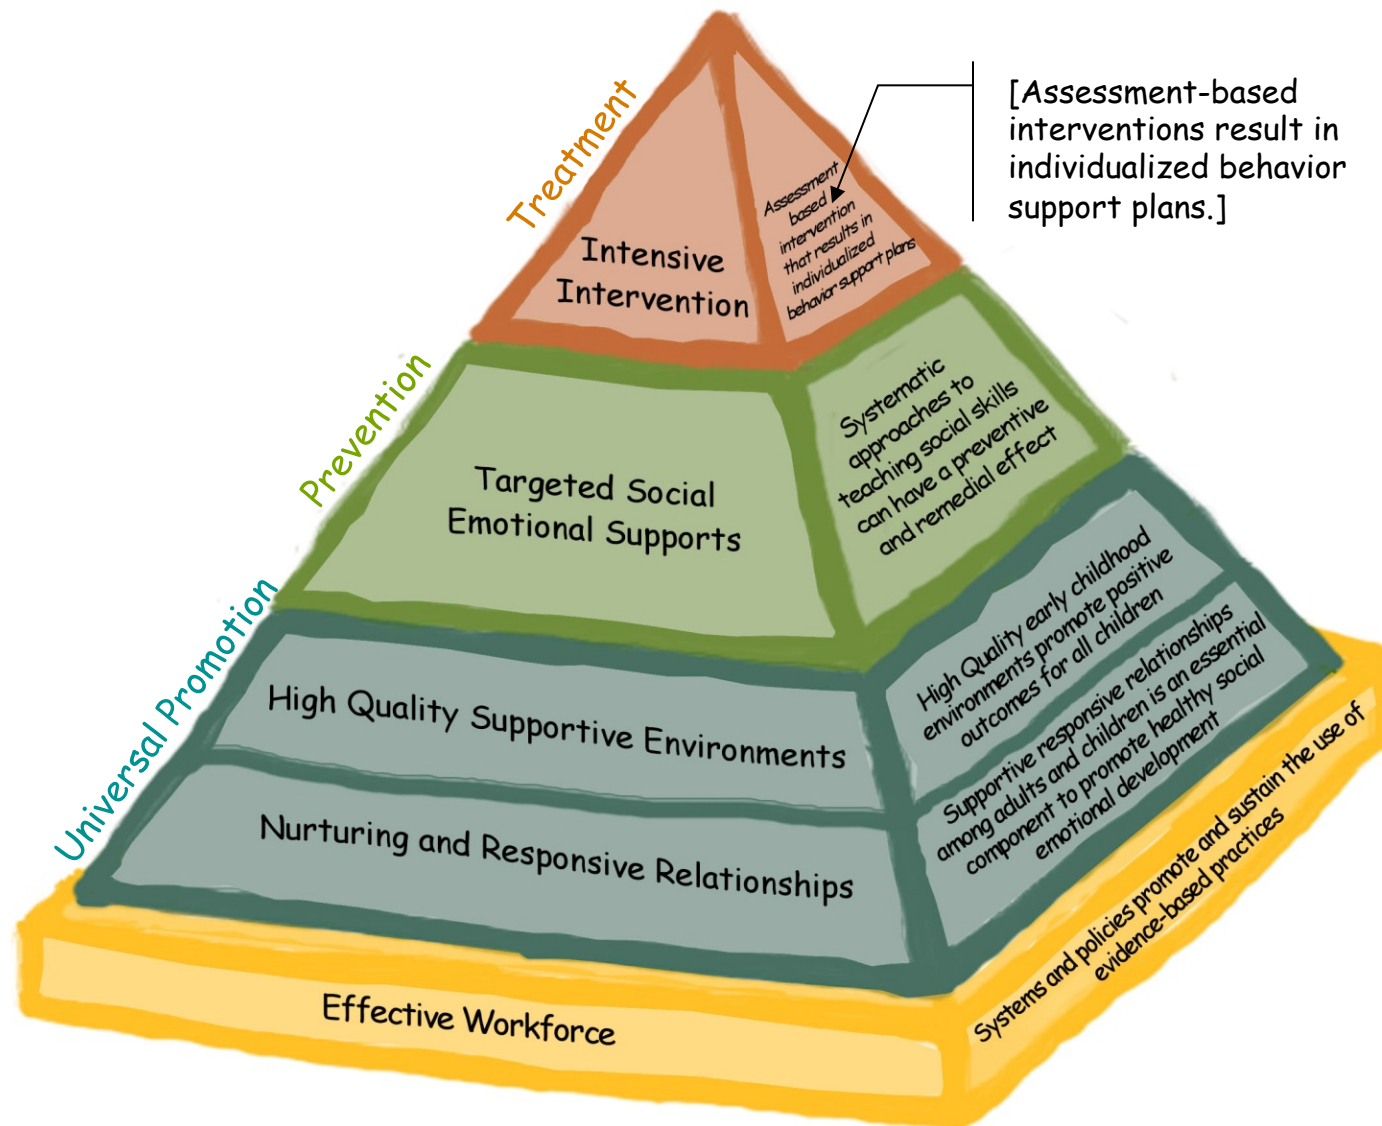 Treatment
Intensive
Intervention
Assessment
based
intervention
that results in
individualized
behavior support plans
[Assessment-based
interventions result in
individualized behavior
support plans.]
Prevention
Targeted Social
Emotional Supports
Systematic
approaches to
teaching social skills
can have a preventive
and remedial effect
Universal Promotion
High Quality Supportive Environments
High Quality early childhood
environments promote positive
outcomes for all children
Nurturing and Responsive Relationships
Supportive responsive relationships
among adults and children is an essential
component to promote healthy social
emotional development
Effective Workforce
Systems and policies promote and sustain the use of
evidence-based practices